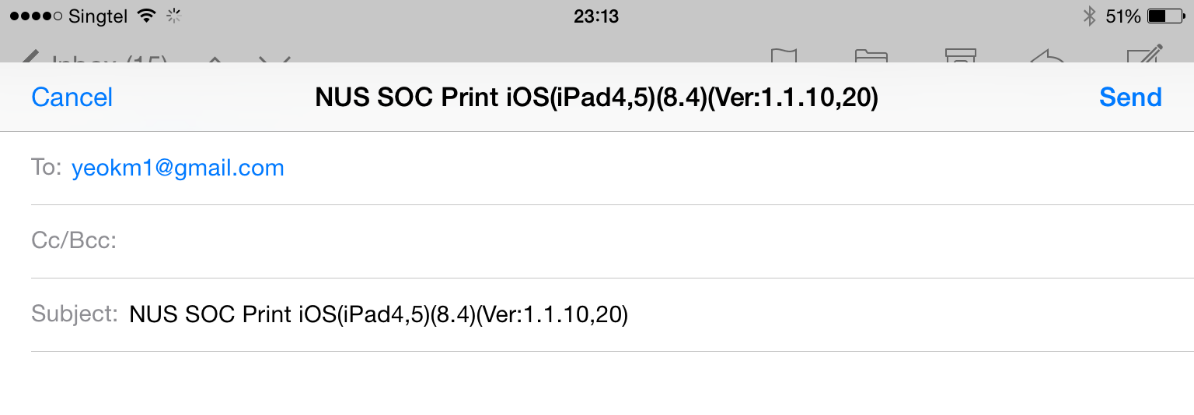 Singtel 23:13 51%
Inbox (15)
Cancel NUS SOC Print iOS(iPad4,5)(8.4)(Ver:1.1.10,20) Send
To: yeokm1@gmail.com
Cc/Bcc:
Subject: NUS SOC Print iOS(iPad4,5)(8.4)(Ver:1.1.10,20)